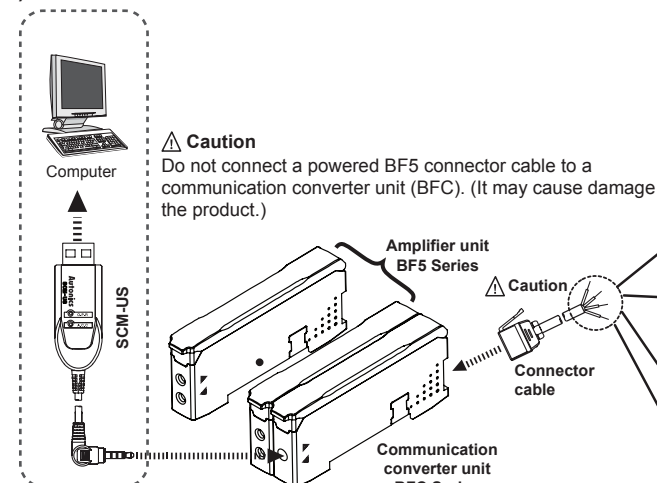 Computer
⚠ Caution
Do not connect a powered BF5 connector cable to a
communication converter unit (BFC). (It may cause damage
the product.)
Autonics
SCM-US
SCM-US
Amplifier unit
BF5 Series
⚠ Caution
Connector
cable
Communication
converter unit